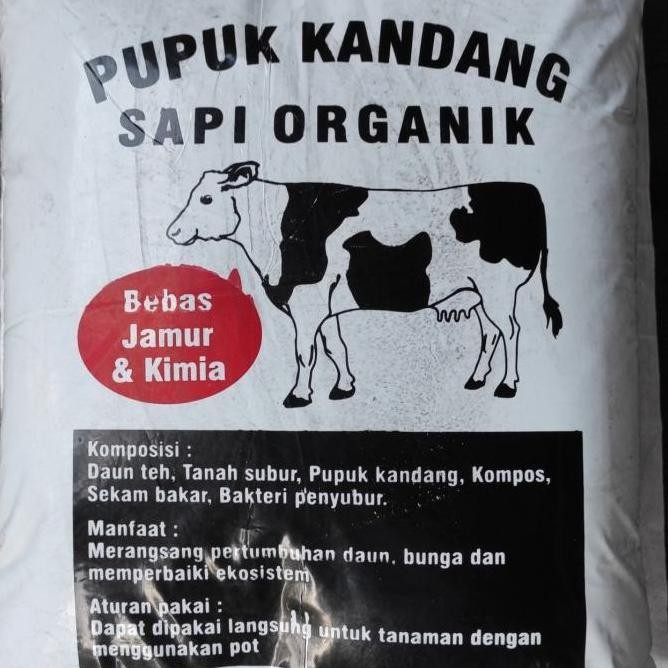 PUPUK KANDANG
SAPI ORGANIK
Bebas
Jamur
& Kimia
Komposisi :
Daun teh, Tanah subur, Pupuk kandang, Kompos,
Sekam bakar, Bakteri penyubur.
Manfaat :
Merangsang pertumbuhan daun, bunga dan
memperbaiki ekosistem
Aturan pakai :
Dapat dipakai langsung untuk tanaman dengan
menggunakan pot